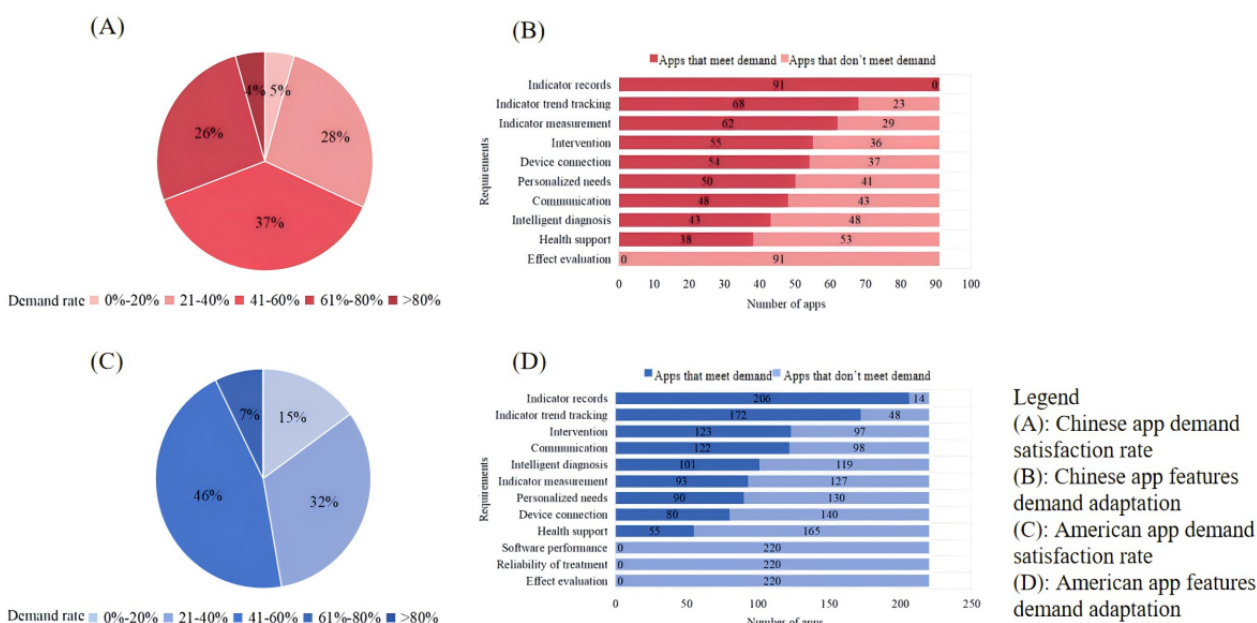 (A)
4%
5%
26%
28%
37%
Demand rate 0%-20% 21-40% 41-60% 61%-80% >80%
(B)
Apps that meet demand Apps that don't meet demand
Requirements
Indicator records 91 0
Indicator trend tracking 68 23
Indicator measurement 62 29
Intervention 55 36
Device connection 54 37
Personalized needs 50 41
Communication 48 43
Intelligent diagnosis 43 48
Health support 38 53
Effect evaluation 0 91
0 10 20 30 40 50 60 70 80 90 100
Number of apps
(C)
7%
15%
46%
32%
Demand rate 0%-20% 21-40% 41-60% 61%-80% >80%
(D)
Apps that meet demand Apps that don't meet demand
Requirements
Indicator records 206 14
Indicator trend tracking 172 48
Intervention 123 97
Communication 122 98
Intelligent diagnosis 101 119
Indicator measurement 93 127
Personalized needs 90 130
Device connection 80 140
Health support 55 165
Software performance 0 220
Reliability of treatment 0 220
Effect evaluation 0 220
0 50 100 150 200 250
Number of apps
Legend
(A): Chinese app demand
satisfaction rate
(B): Chinese app features
demand adaptation
(C): American app demand
satisfaction rate
(D): American app features
demand adaptation